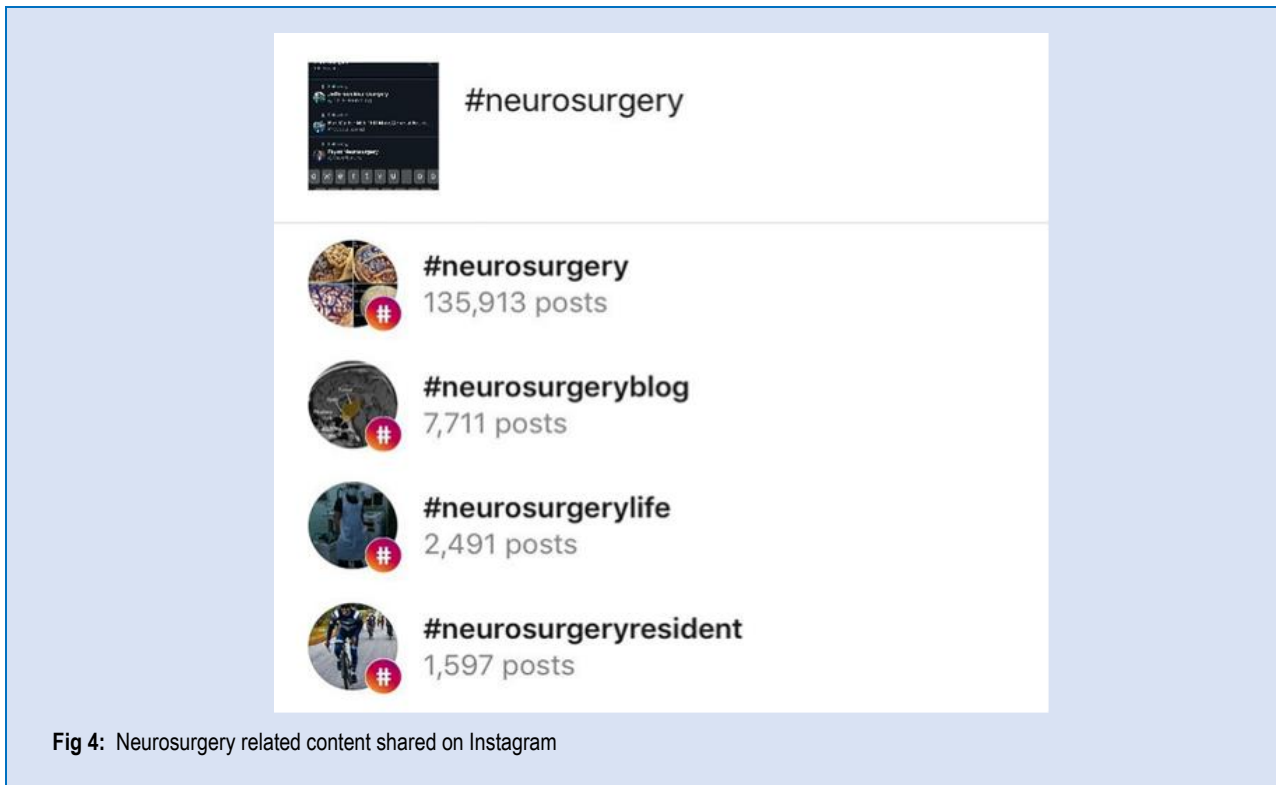 #neurosurgery
#neurosurgery
135,913 posts
#neurosurgeryblog
7,711 posts
#neurosurgerylife
2,491 posts
#neurosurgeryresident
1,597 posts
Fig 4: Neurosurgery related content shared on Instagram